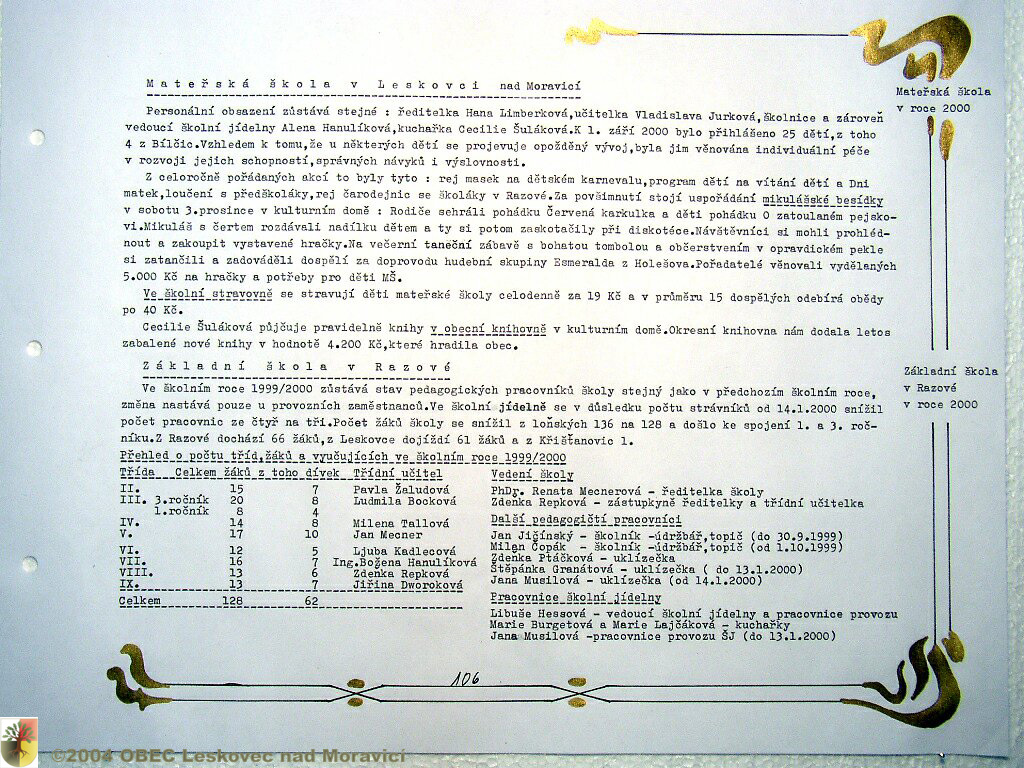 Mateřská škola v Leskovci nad Moravicí
Mateřská škola
v roce 2000
Personální obsazení zůstává stejné : ředitelka Hana Limberková,učitelka Vladislava Jurková,školnice a zároveň
vedoucí školní jídelny Alena Hanulíková,kuchařka Cecilie Šuláková.K 1. září 2000 bylo přihlášeno 25 dětí,z toho
4 z Bílčic.Vzhledem k tomu,že u některých dětí se projevuje opožděný vývoj,byla jim věnována individuální péče
v rozvoji jejich schopností,správných návyků i výslovnosti.
Z celoročně pořádaných akcí to byly tyto : rej masek na dětském karnevalu,program dětí na vítání dětí a Dni
matek,loučení s předškoláky,rej čarodejnic se školáky v Razové.Za povšimnutí stojí uspořádání mikulášské besídky
v sobotu 3.prosince v kulturním domě : Rodiče sehráli pohádku Červená karkulka a děti pohádku O zatoulaném pejsko-
vi.Mikuláš s čertem rozdávali nadílku dětem a ty si potom zaskotačily při diskotéce.Návštěvníci si mohli prohléd-
nout a zakoupit vystavené hračky.Na večerní taneční zábavě s bohatou tombolou a občerstvením v opravdickém pekle
si zatančili a zadováděli dospělí za doprovodu hudební skupiny Esmeralda z Holešova.Pořadatelé věnovali vydělaných
5.000 Kč na hračky a potřeby pro děti MŠ.
Ve školní stravovně se stravují děti mateřské školy celodenně za 19 Kč a v průměru 15 dospělých odebírá obědy
po 40 Kč.
Cecilie Šuláková půjčuje pravidelně knihy v obecní knihovně v kulturním domě.Okresní knihovna nám dodala letos
zabalené nové knihy v hodnotě 4.200 Kč,které hradila obec.
Základní škola v Razové
Základní škola
v Razové
v roce 2000
Ve školním roce 1999/2000 zůstává stav pedagogických pracovníků školy stejný jako v předchozím školním roce,
změna nastává pouze u provozních zaměstnanců.Ve školní jídelně se v důsledku počtu strávníků od 14.1.2000 snížil
počet pracovnic ze čtyř na tři.Počet žáků školy se snížil z loňských 136 na 128 a došlo ke spojení 1. a 3. roč-
níku.Z Razové dochází 66 žáků,z Leskovce dojíždí 61 žáků a z Křišťanovic 1.
Přehled o počtu tříd,žáků a vyučujících ve školním roce 1999/2000
Třída Celkem žáků z toho dívek Třídní učitel
II. 15 7 Pavla Žaludová
III. 3.ročník 20 8 Ludmila Bocková
1.ročník 8 4
IV. 14 8 Milena Tallová
V. 17 10 Jan Mecner
VI. 12 5 Ljuba Kadlecová
VII. 16 7 Ing.Božena Hanulíková
VIII. 13 6 Zdenka Repková
IX. 13 7 Jiřina Dworoková
Celkem 128 62
Vedení školy
PhDr. Renata Mecnerová - ředitelka školy
Zdenka Repková - zástupkyně ředitelky a třídní učitelka
Další pedagogičtí pracovníci
Jan Jičínský - školník -údržbář,topič (do 30.9.1999)
Milan Čopák - školník -údržbář,topič (od 1.10.1999)
Zdenka Ptáčková - uklízečka
Štěpánka Granátová - uklízečka ( do 13.1.2000)
Jana Musilová - uklízečka (od 14.1.2000)
Pracovnice školní jídelny
Libuše Hessová - vedoucí školní jídelny a pracovnice provozu
Marie Burgetová a Marie Lajčáková - kuchařky
Jana Musilová -pracovnice provozu ŠJ (do 13.1.2000)
106
©2004 OBEC Leskovec nad Moravicí